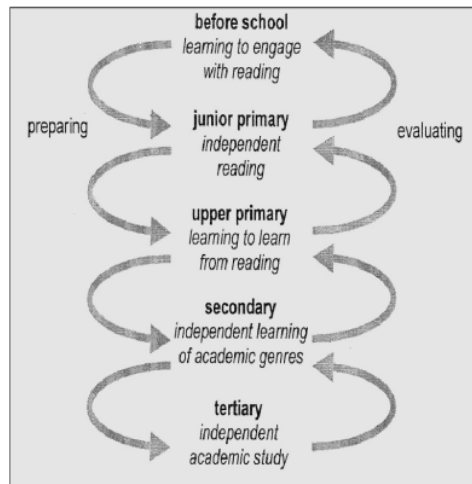 before school
learning to engage
with reading
preparing
evaluating
junior primary
independent
reading
upper primary
learning to learn
from reading
secondary
independent learning
of academic genres
tertiary
independent
academic study